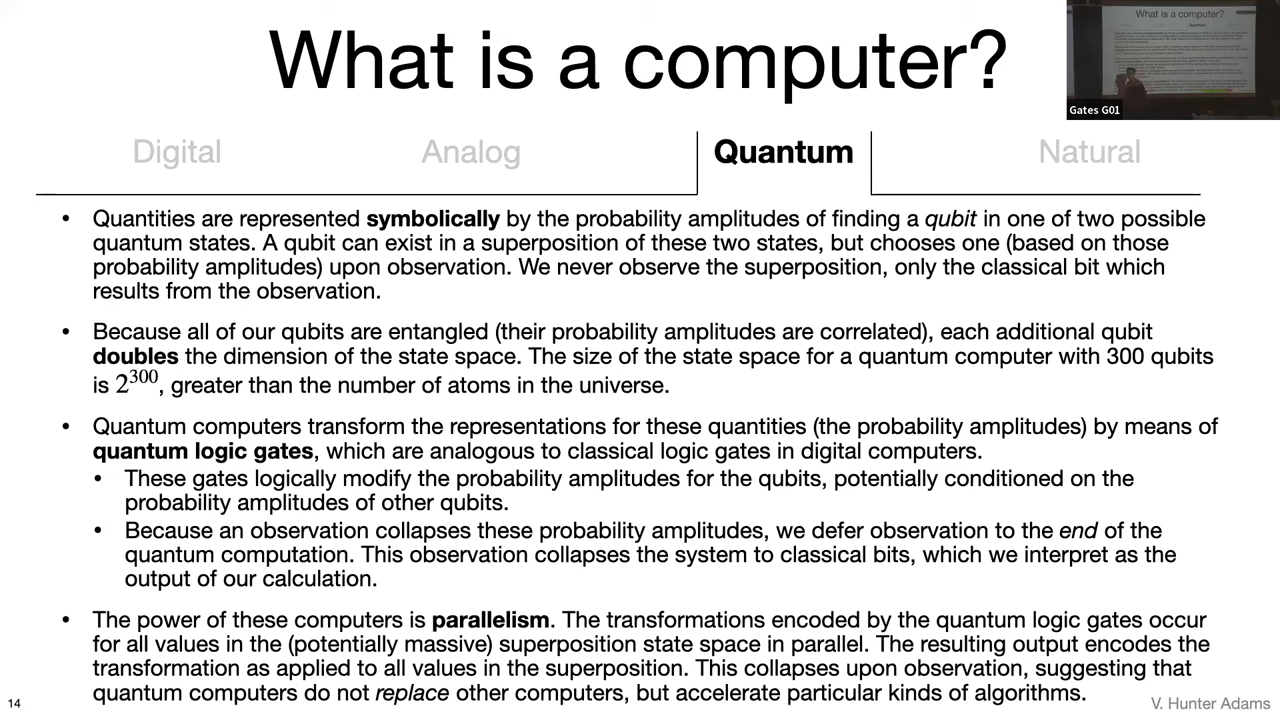 What is a computer?
What is a computer?
Quantum
Gates G01
Digital
Analog
Quantum
Natural
• Quantities are represented symbolically by the probability amplitudes of finding a qubit in one of two possible
quantum states. A qubit can exist in a superposition of these two states, but chooses one (based on those
probability amplitudes) upon observation. We never observe the superposition, only the classical bit which
results from the observation.
• Because all of our qubits are entangled (their probability amplitudes are correlated), each additional qubit
doubles the dimension of the state space. The size of the state space for a quantum computer with 300 qubits
is 2^300, greater than the number of atoms in the universe.
• Quantum computers transform the representations for these quantities (the probability amplitudes) by means of
quantum logic gates, which are analogous to classical logic gates in digital computers.
• These gates logically modify the probability amplitudes for the qubits, potentially conditioned on the
probability amplitudes of other qubits.
• Because an observation collapses these probability amplitudes, we defer observation to the end of the
quantum computation. This observation collapses the system to classical bits, which we interpret as the
output of our calculation.
• The power of these computers is parallelism. The transformations encoded by the quantum logic gates occur
for all values in the (potentially massive) superposition state space in parallel. The resulting output encodes the
transformation as applied to all values in the superposition. This collapses upon observation, suggesting that
quantum computers do not replace other computers, but accelerate particular kinds of algorithms.
14
V. Hunter Adams